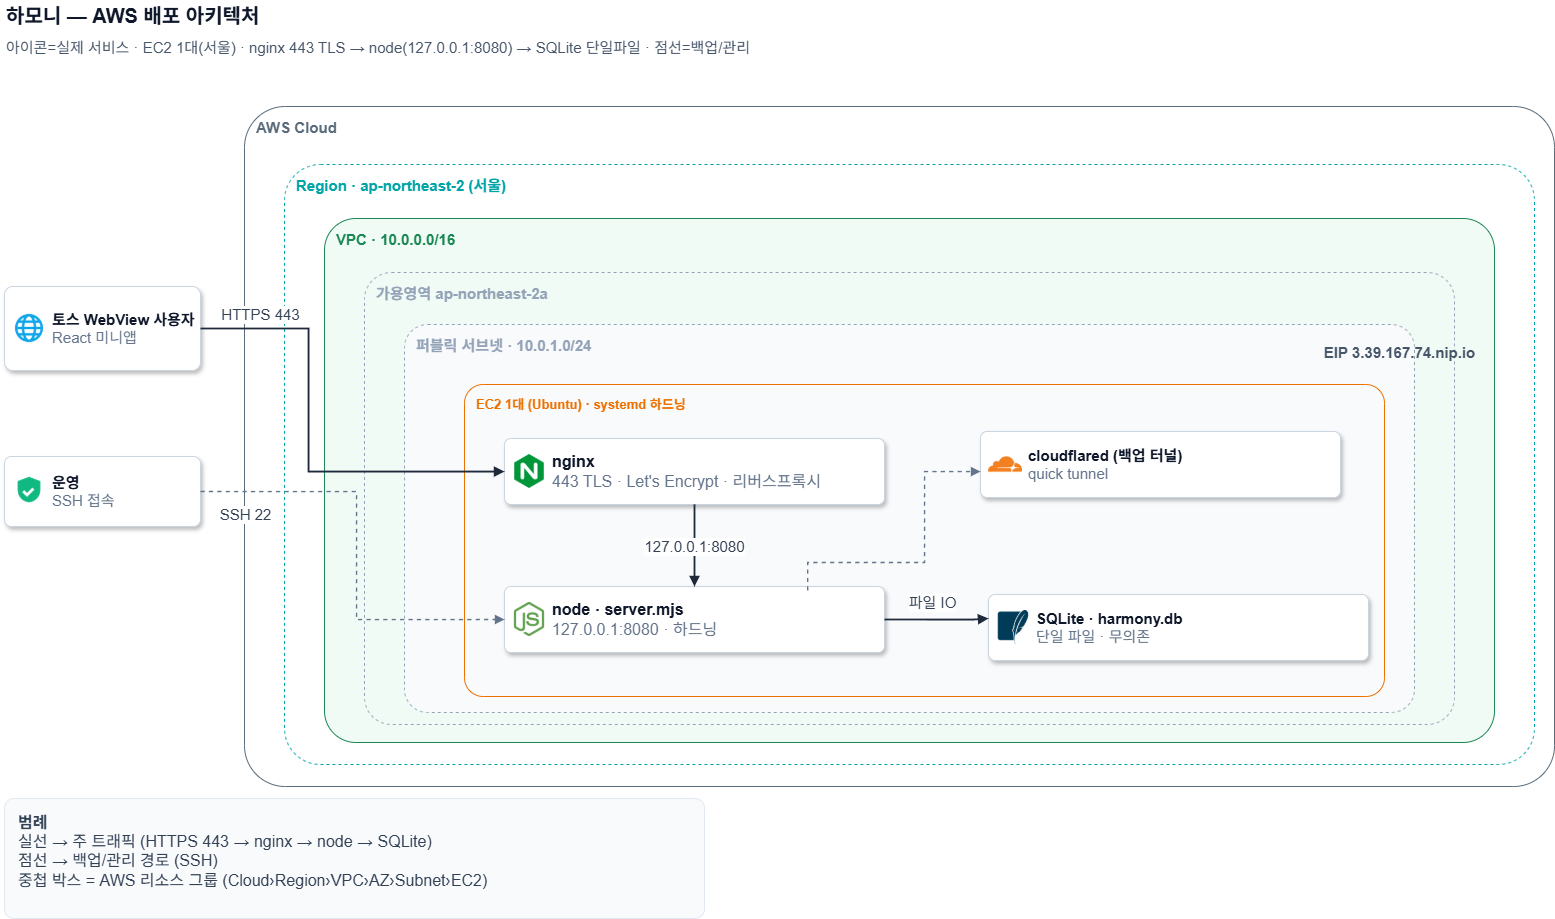 하모니 — AWS 배포 아키텍처
아이콘=실제 서비스 · EC2 1대(서울) · nginx 443 TLS → node(127.0.0.1:8080) → SQLite 단일파일 · 점선=백업/관리
AWS Cloud
Region · ap-northeast-2 (서울)
VPC · 10.0.0.0/16
가용영역 ap-northeast-2a
퍼블릭 서브넷 · 10.0.1.0/24
EIP 3.39.167.74.nip.io
EC2 1대 (Ubuntu) · systemd 하드닝
토스 WebView 사용자
React 미니앱
HTTPS 443
운영
SSH 접속
SSH 22
nginx
443 TLS · Let's Encrypt · 리버스프록시
127.0.0.1:8080
cloudflared (백업 터널)
quick tunnel
JS
node · server.mjs
127.0.0.1:8080 · 하드닝
파일 IO
SQLite · harmony.db
단일 파일 · 무의존
범례
실선 → 주 트래픽 (HTTPS 443 → nginx → node → SQLite)
점선 → 백업/관리 경로 (SSH)
중첩 박스 = AWS 리소스 그룹 (Cloud›Region›VPC›AZ›Subnet›EC2)